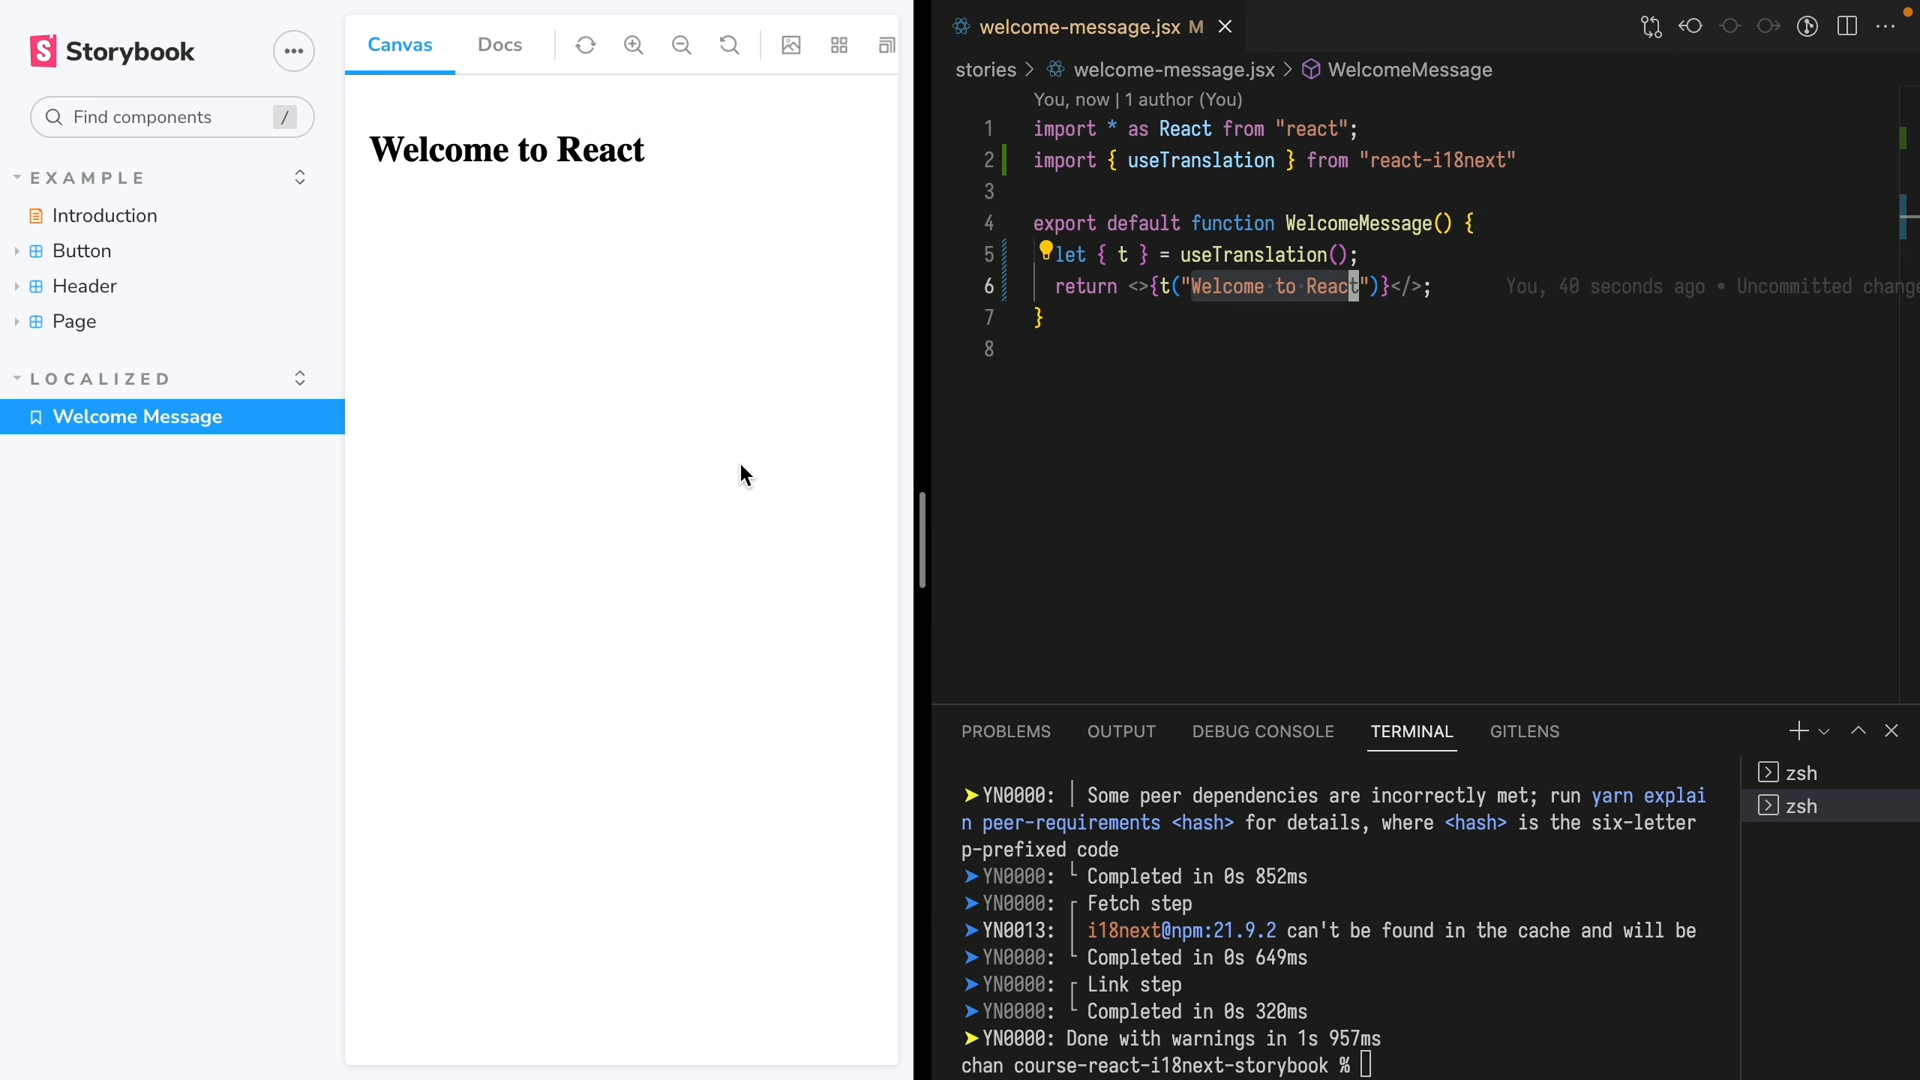 Storybook
Find components /
EXAMPLE
Introduction
Button
Header
Page
LOCALIZED
Welcome Message
Canvas Docs
Welcome to React
welcome-message.jsx M
stories > welcome-message.jsx > WelcomeMessage
You, now | 1 author (You)
1 import * as React from "react";
2 import { useTranslation } from "react-i18next"
3
4 export default function WelcomeMessage() {
5 let { t } = useTranslation();
6 return <>{t("Welcome to React")}</>; You, 40 seconds ago • Uncommitted change
7 }
8
PROBLEMS OUTPUT DEBUG CONSOLE TERMINAL GITLENS
zsh
zsh
➤ YN0000: │ Some peer dependencies are incorrectly met; run yarn explai
n peer-requirements <hash> for details, where <hash> is the six-letter
p-prefixed code
➤ YN0000: └ Completed in 0s 852ms
➤ YN0000: ┌ Fetch step
➤ YN0013: │ i18next@npm:21.9.2 can't be found in the cache and will be
➤ YN0000: └ Completed in 0s 649ms
➤ YN0000: ┌ Link step
➤ YN0000: └ Completed in 0s 320ms
➤ YN0000: Done with warnings in 1s 957ms
chan course-react-i18next-storybook %